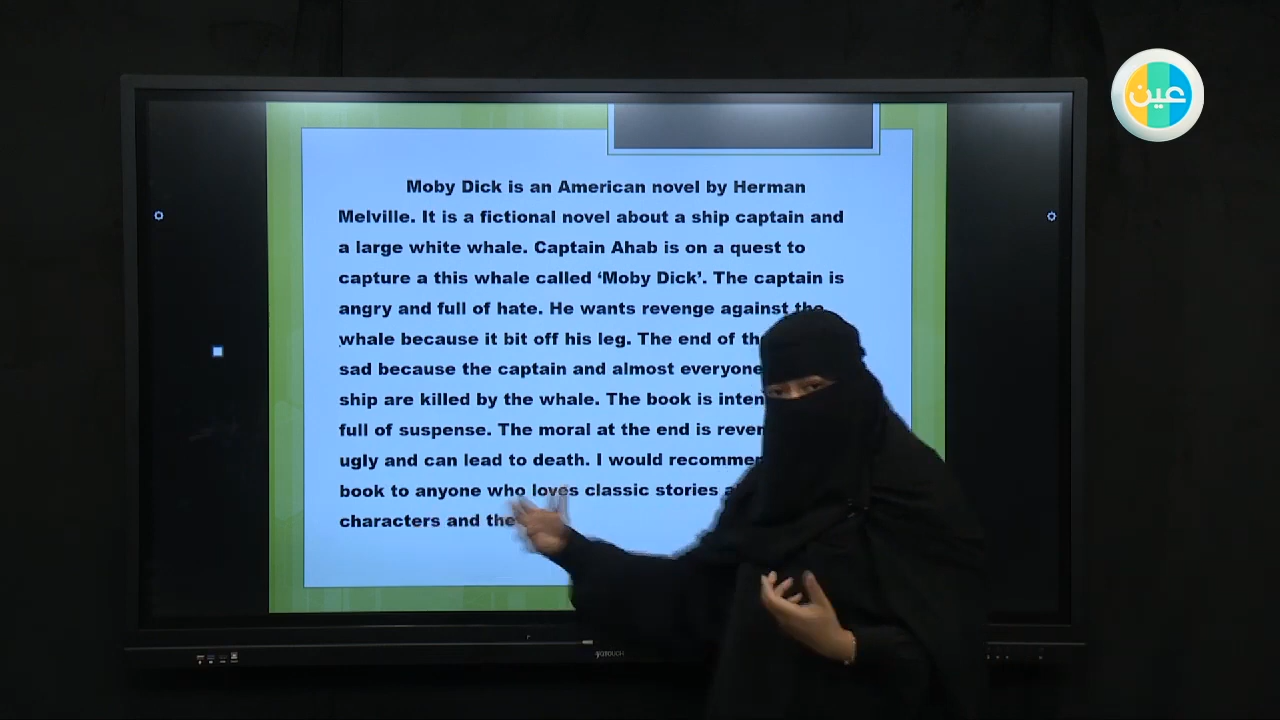 عين
Moby Dick is an American novel by Herman
Melville. It is a fictional novel about a ship captain and
a large white whale. Captain Ahab is on a quest to
capture a this whale called ‘Moby Dick’. The captain is
angry and full of hate. He wants revenge against the
whale because it bit off his leg. The end of the
sad because the captain and almost everyone
ship are killed by the whale. The book is
full of suspense. The moral at the end is
ugly and can lead to death. I would
book to anyone who loves classic stories
characters and the